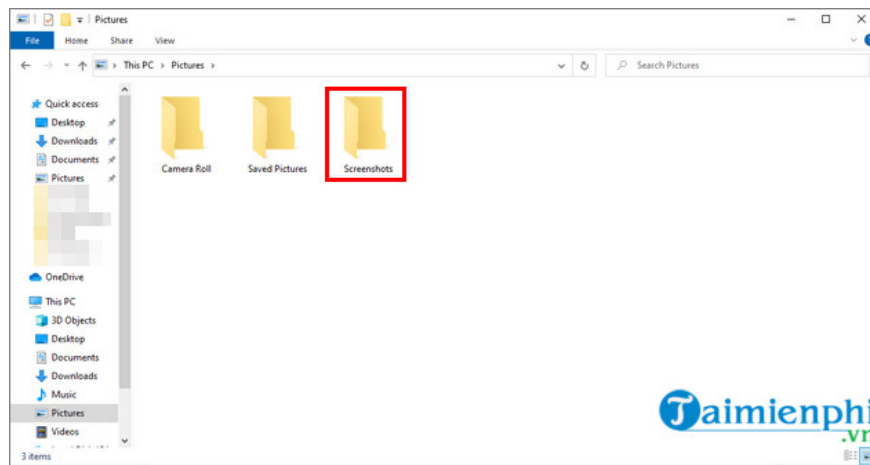 Pictures
File Home Share View
This PC > Pictures >
Search Pictures
Quick access
Desktop
Downloads
Documents
Pictures
OneDrive
This PC
3D Objects
Desktop
Documents
Downloads
Music
Pictures
Videos
Camera Roll Saved Pictures Screenshots
3 items
Taimienphi
.vn